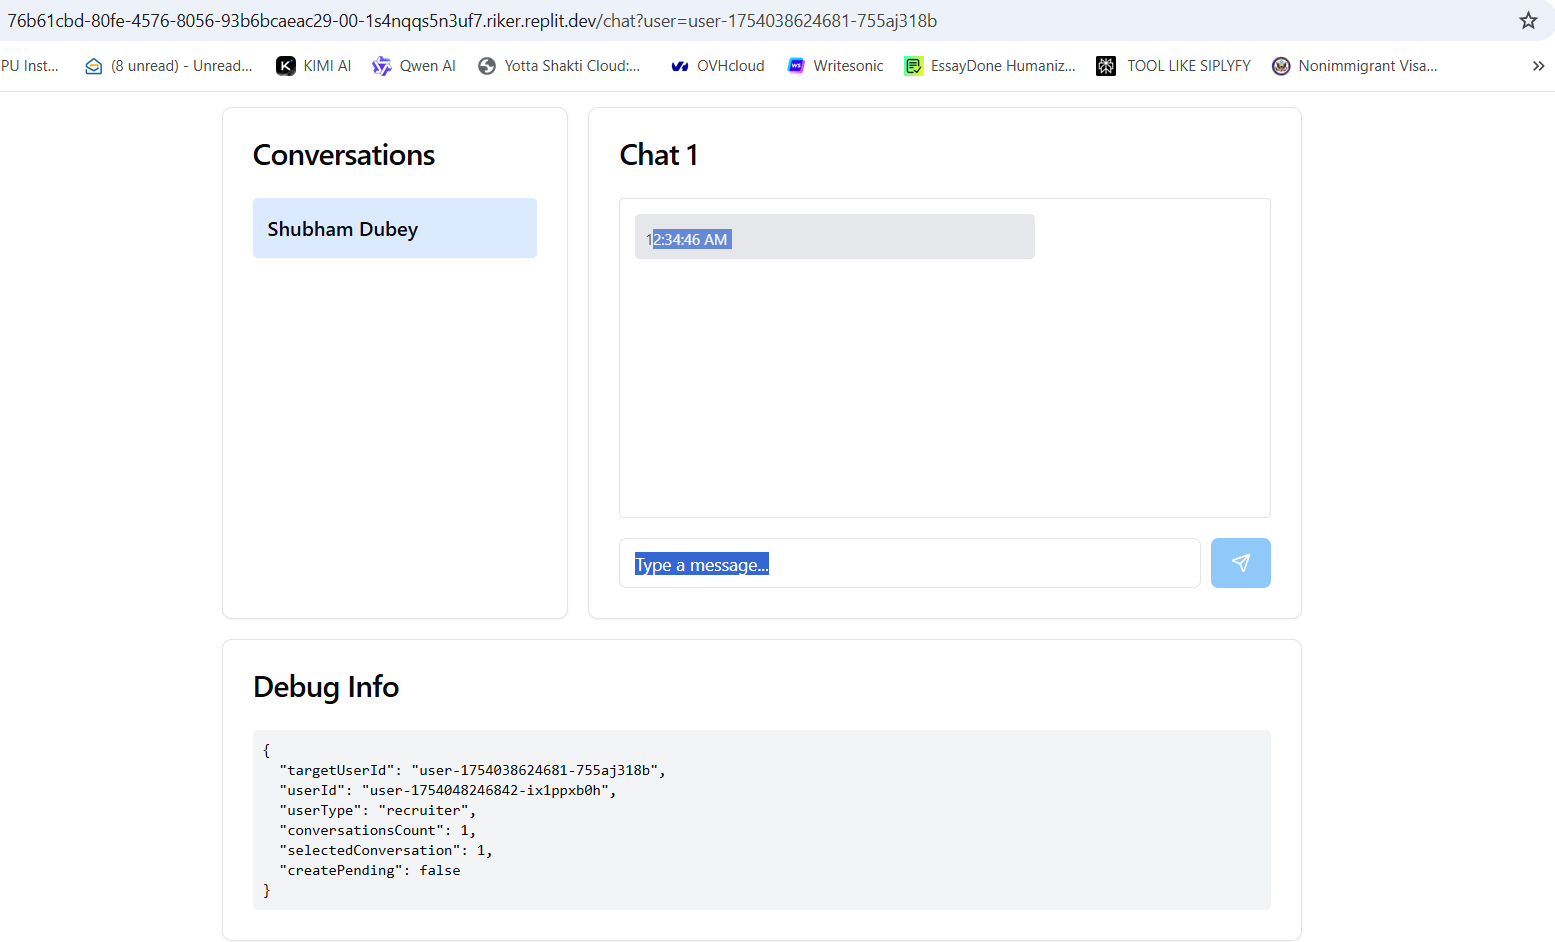 76b61cbd-80fe-4576-8056-93b6bcaeac29-00-1s4nqqs5n3uf7.riker.replit.dev/chat?user=user-1754038624681-755aj318b
PU Inst... (8 unread) - Unread... KIMI AI Qwen AI Yotta Shakti Cloud:... OVHcloud Writesonic EssayDone Humaniz... TOOL LIKE SIPLYFY Nonimmigrant Visa...
Conversations
Shubham Dubey
Chat 1
12:34:46 AM
Type a message...
Debug Info
{
"targetUserId": "user-1754038624681-755aj318b",
"userId": "user-1754048246842-ix1ppxb0h",
"userType": "recruiter",
"conversationsCount": 1,
"selectedConversation": 1,
"createPending": false
}